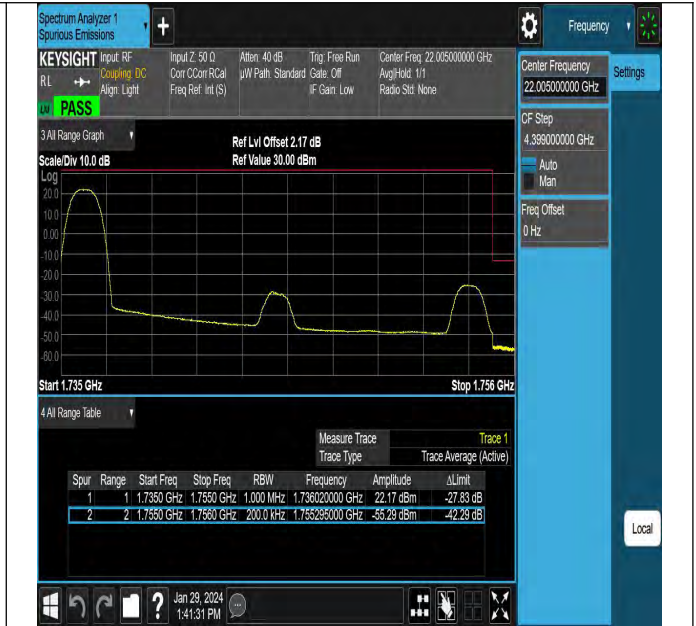 Spectrum Analyzer 1
Spurious Emissions
Frequency
KEYSIGHT Input: RF Input Z: 50 Ω Atten: 40 dB Trig: Free Run Center Freq: 22.005000000 GHz
RL Coupling: DC Corr CCorr RCal µW Path: Standard Gate: Off Avg|Hold: 1/1
Align: Light Freq Ref: Int (S) IF Gain: Low Radio Std: None
PASS
Center Frequency
22.005000000 GHz
Settings
CF Step
4.399000000 GHz
Auto
Man
Freq Offset
0 Hz
3 All Range Graph
Ref Lvl Offset 2.17 dB
Scale/Div 10.0 dB Ref Value 30.00 dBm
Log
20.0
10.0
0.00
-10.0
-20.0
-30.0
-40.0
-50.0
-60.0
Start 1.735 GHz Stop 1.756 GHz
4 All Range Table
Measure Trace Trace 1
Trace Type Trace Average (Active)
Spur Range Start Freq Stop Freq RBW Frequency Amplitude ΔLimit
1 1 1.7350 GHz 1.7550 GHz 1.000 MHz 1.736020000 GHz 22.17 dBm -27.83 dB
2 2 1.7550 GHz 1.7560 GHz 200.0 kHz 1.755295000 GHz -55.29 dBm -42.29 dB
Local
?
Jan 29, 2024
1:41:31 PM